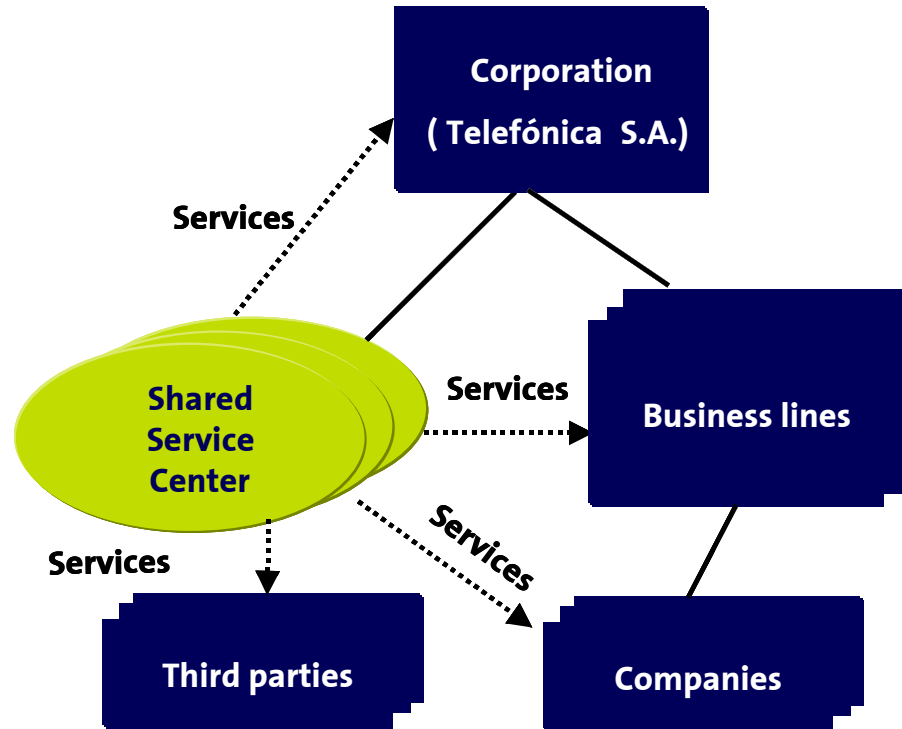 Corporation
( Telefónica S.A.)
Services
Shared
Service
Center
Services
Business lines
Services
Services
Third parties
Companies